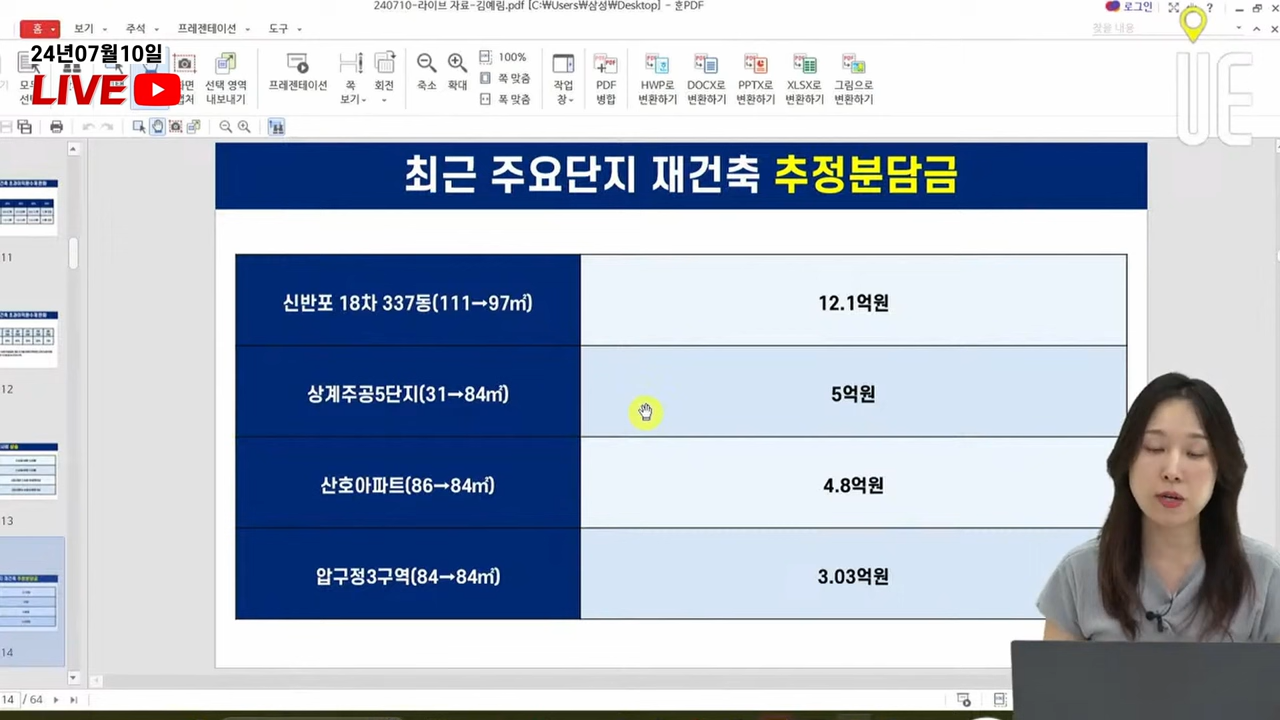 240710-라이브 자료-김예림.pdf [C:₩Users₩삼성₩Desktop] - 훈PDF
로그인
홈 보기 주석 프레젠테이션 도구
찾을 내용
24년07월10일
LIVE
선택 영역
내보내기
프레젠테이션
쪽
보기
회전
축소
확대
100%
쪽 맞춤
폭 맞춤
작업
창
PDF
병합
HWP로
변환하기
DOCX로
변환하기
PPTX로
변환하기
XLSX로
변환하기
그림으로
변환하기
UE
최근 주요단지 재건축 추정분담금
신반포 18차 337동(111→97㎡) 12.1억원
상계주공5단지(31→84㎡) 5억원
산호아파트(86→84㎡) 4.8억원
압구정3구역(84→84㎡) 3.03억원
11
12
13
14
14 / 64